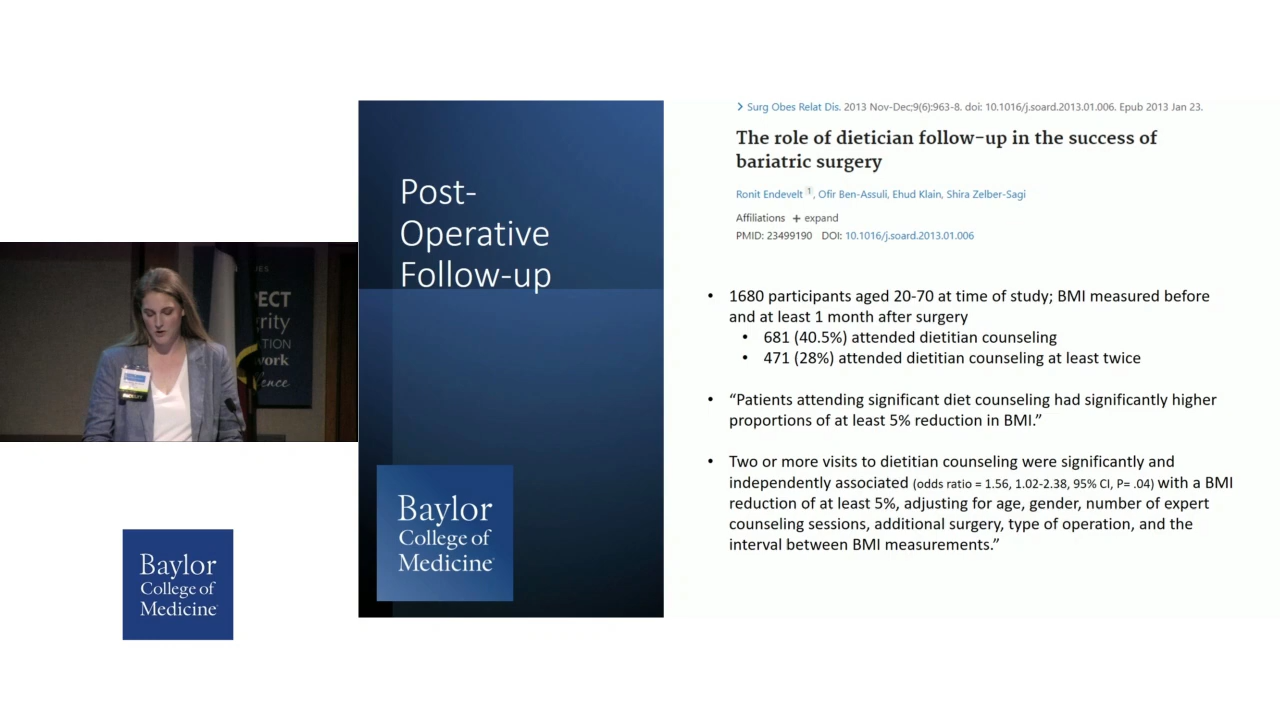 UES
PECT
grity
TION
work
ence
Baylor
College of
Medicine
Post-
Operative
Follow-up
Baylor
College of
Medicine
> Surg Obes Relat Dis. 2013 Nov-Dec;9(6):963-8. doi: 10.1016/j.soard.2013.01.006. Epub 2013 Jan 23.
The role of dietician follow-up in the success of
bariatric surgery
Ronit Endevelt 1, Ofir Ben-Assuli, Ehud Klain, Shira Zelber-Sagi
Affiliations + expand
PMID: 23499190 DOI: 10.1016/j.soard.2013.01.006
• 1680 participants aged 20-70 at time of study; BMI measured before
and at least 1 month after surgery
• 681 (40.5%) attended dietitian counseling
• 471 (28%) attended dietitian counseling at least twice
• “Patients attending significant diet counseling had significantly higher
proportions of at least 5% reduction in BMI.”
• Two or more visits to dietitian counseling were significantly and
independently associated (odds ratio = 1.56, 1.02-2.38, 95% CI, P= .04) with a BMI
reduction of at least 5%, adjusting for age, gender, number of expert
counseling sessions, additional surgery, type of operation, and the
interval between BMI measurements.”